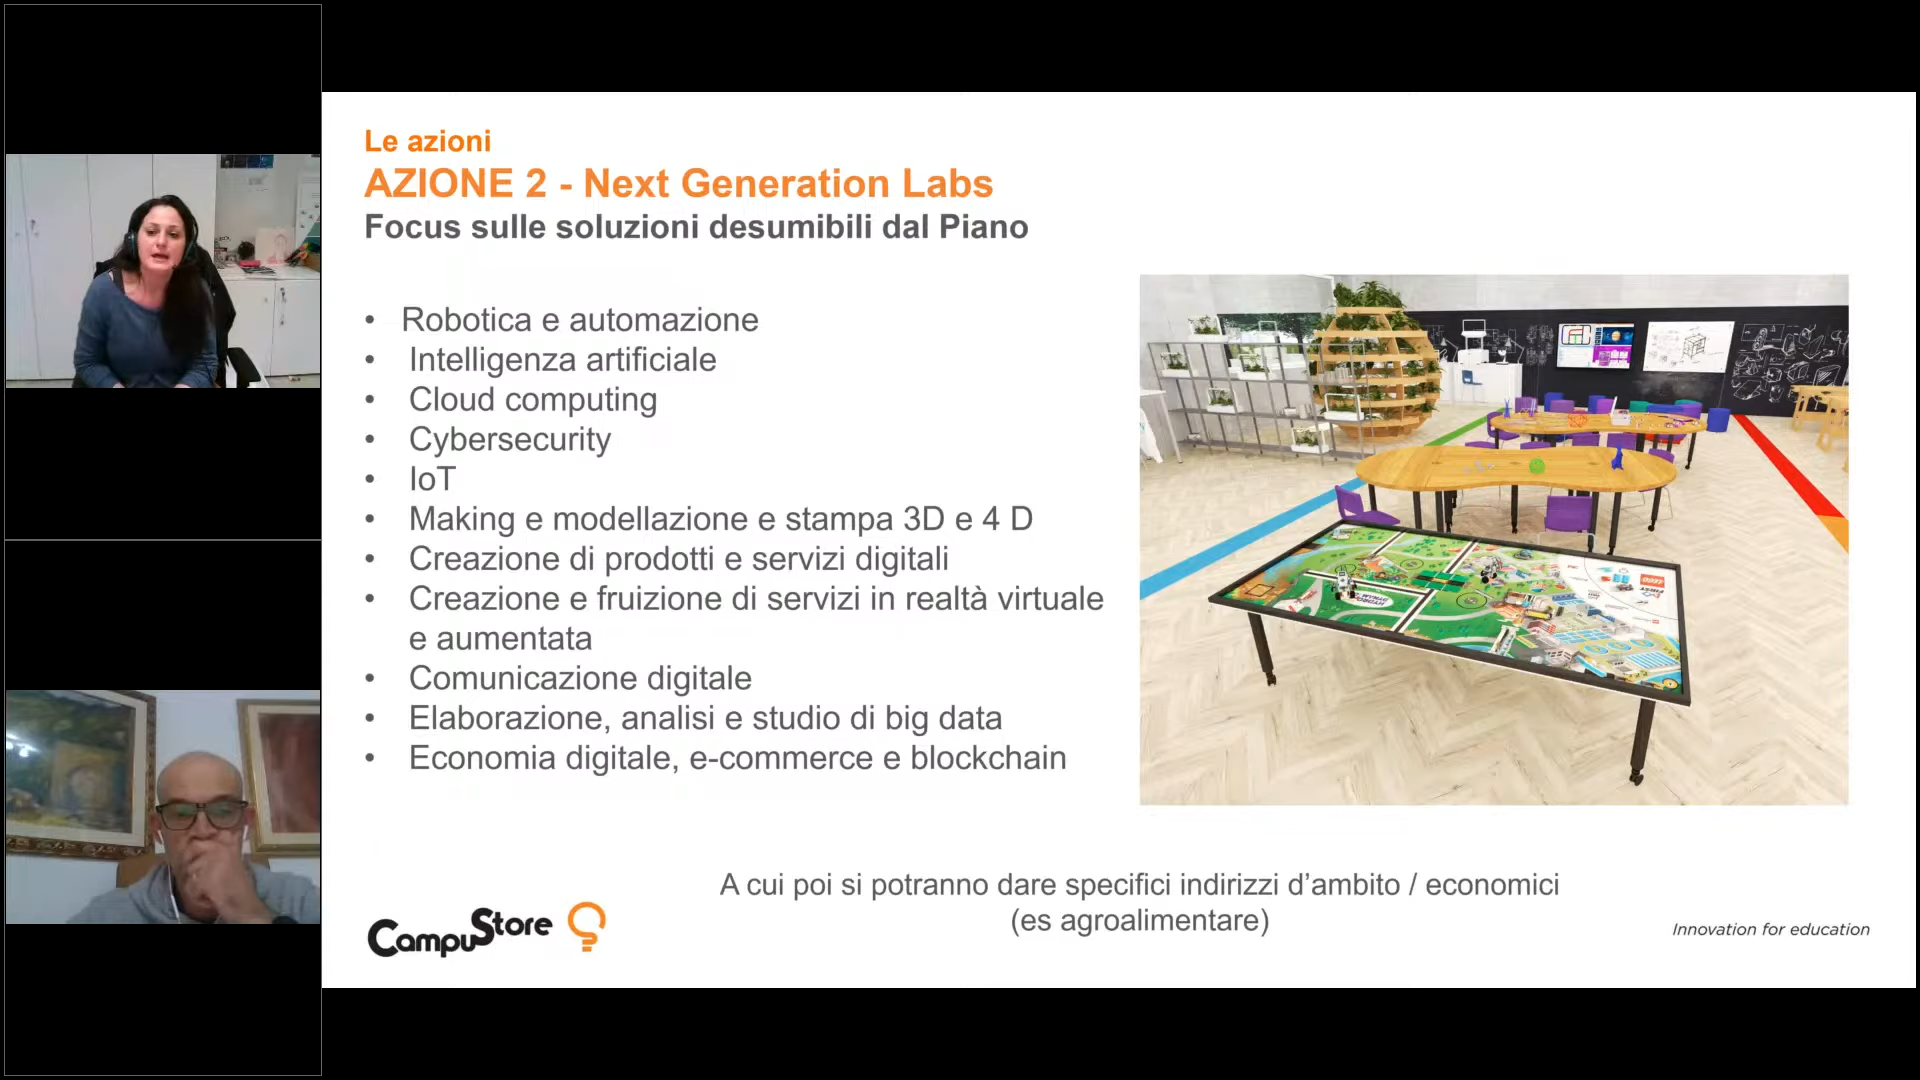 Le azioni
AZIONE 2 - Next Generation Labs
Focus sulle soluzioni desumibili dal Piano
• Robotica e automazione
• Intelligenza artificiale
• Cloud computing
• Cybersecurity
• IoT
• Making e modellazione e stampa 3D e 4 D
• Creazione di prodotti e servizi digitali
• Creazione e fruizione di servizi in realtà virtuale
e aumentata
• Comunicazione digitale
• Elaborazione, analisi e studio di big data
• Economia digitale, e-commerce e blockchain
A cui poi si potranno dare specifici indirizzi d’ambito / economici
(es agroalimentare)
CampuStore
Innovation for education